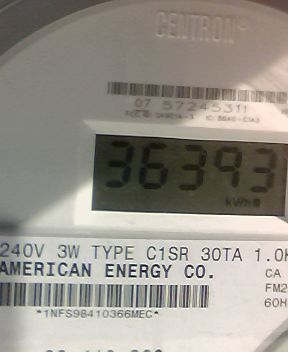 CENTRON®
07 57245311
36393
kWh
240V 3W TYPE C1SR 30TA 1.0K
AMERICAN ENERGY CO.
CA
FM2
60H
*1NFS98410366MEC*